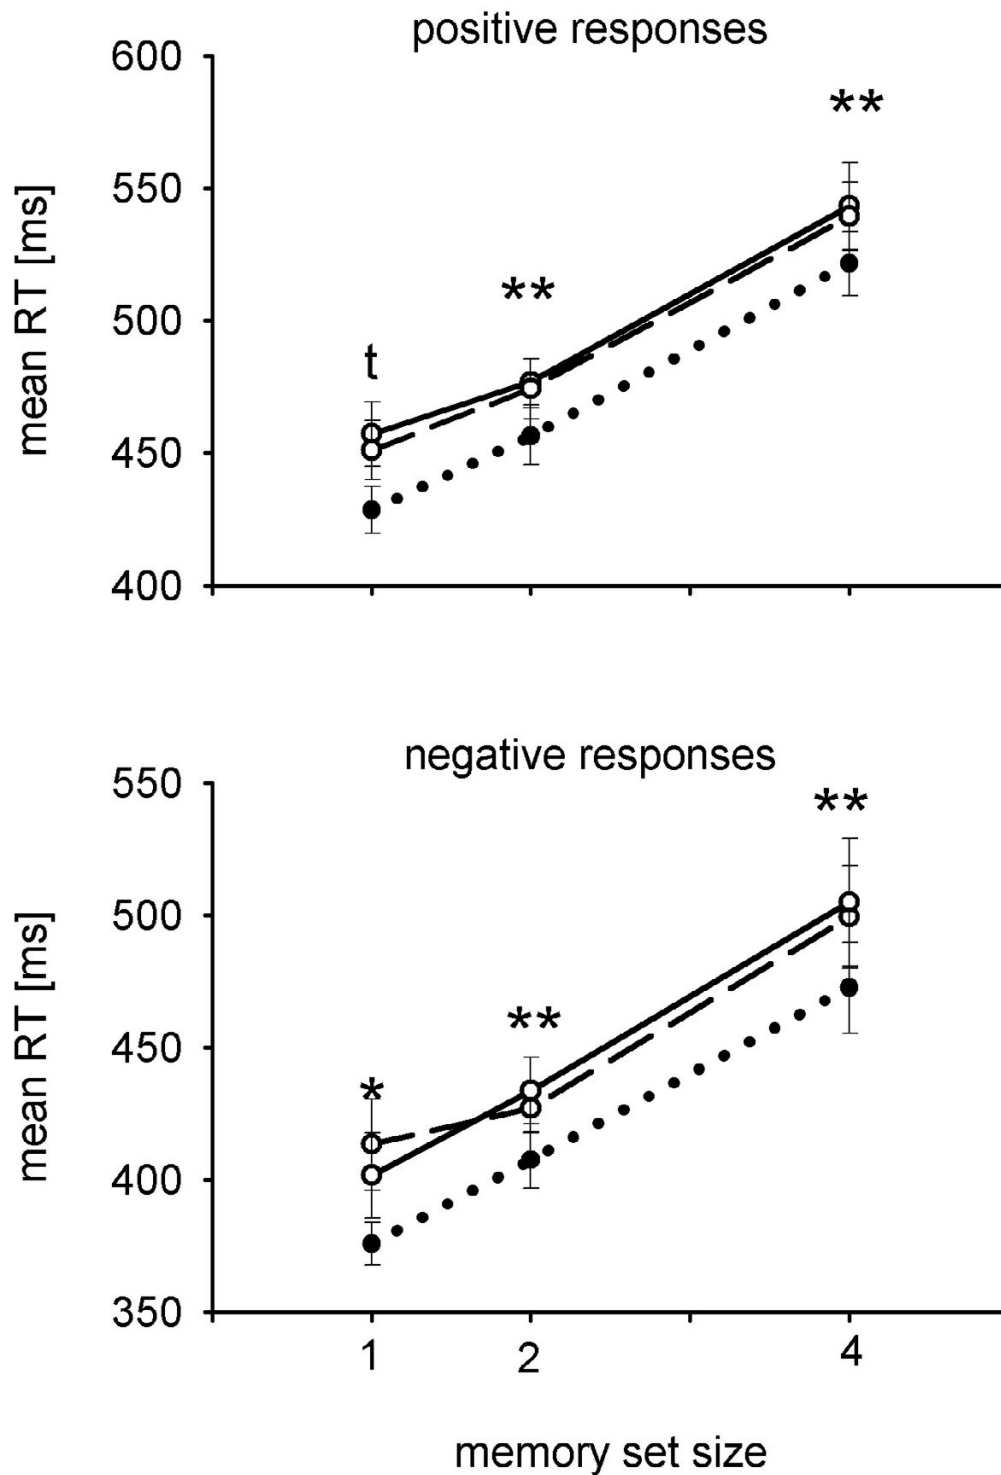 positive responses
600
**
550
mean RT [ms]
**
500
t
450
400
negative responses
550
**
500
mean RT [ms]
**
450
*
400
350
1 2 4
memory set size